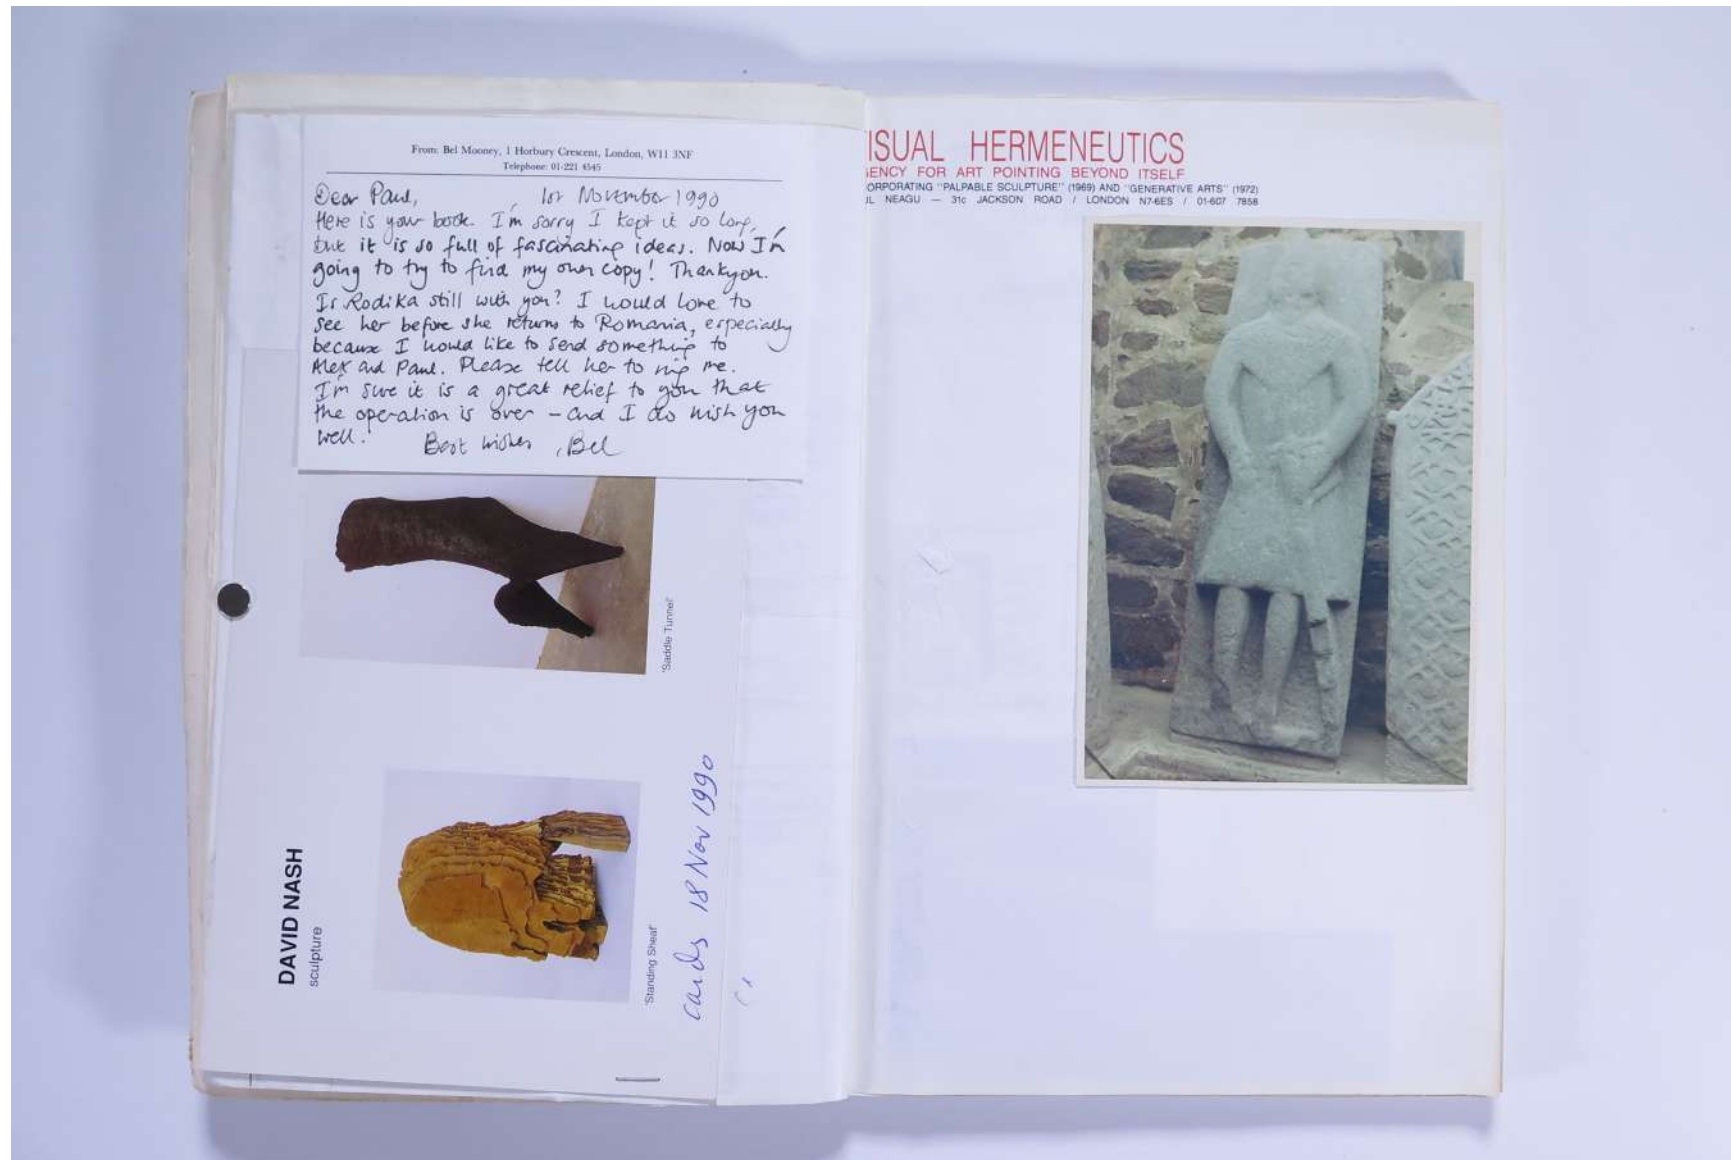 From: Bel Mooney, 1 Horbury Crescent, London, W11 3NF
Telephone: 01-221 4545
Dear Paul, 1st November 1990
Here is your book. I'm sorry I kept it so long,
but it is so full of fascinating ideas. Now I'm
going to try to find my own copy! Thankyou.
Is Rodika still with you? I would love to
see her before she returns to Romania, especially
because I would like to send something to
Alex and Paul. Please tell her to ring me.
I'm sure it is a great relief to you that
the operation is over – and I do wish you
well. Best wishes, Bel
'Saddle Tunnel'
DAVID NASH
sculpture
'Standing Sheaf'
cards 18 Nov 1990
ISUAL HERMENEUTICS
ENCY FOR ART POINTING BEYOND ITSELF
ORPORATING "PALPABLE SCULPTURE" (1969) AND "GENERATIVE ARTS" (1972)
UL NEAGU — 31c JACKSON ROAD / LONDON N7-6ES / 01-607 7858